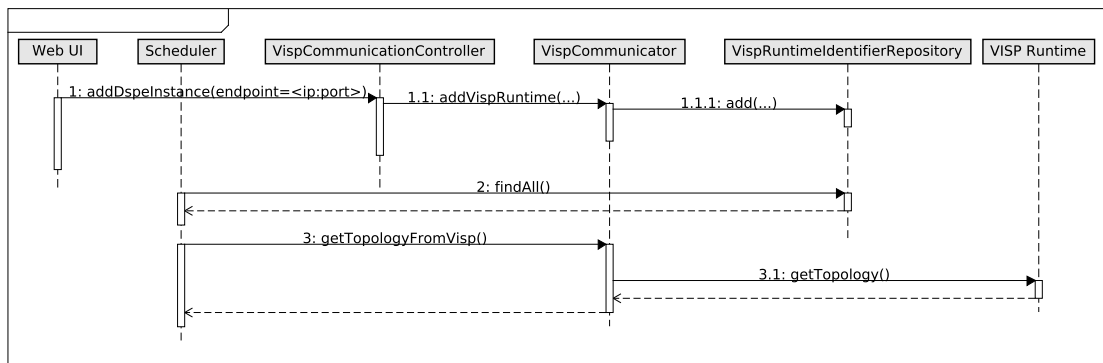 Web UI
Scheduler
VispCommunicationController
VispCommunicator
VispRuntimeIdentifierRepository
VISP Runtime
1: addDspeInstance(endpoint=<ip:port>)
1.1: addVispRuntime(...)
1.1.1: add(...)
2: findAll()
3: getTopologyFromVisp()
3.1: getTopology()